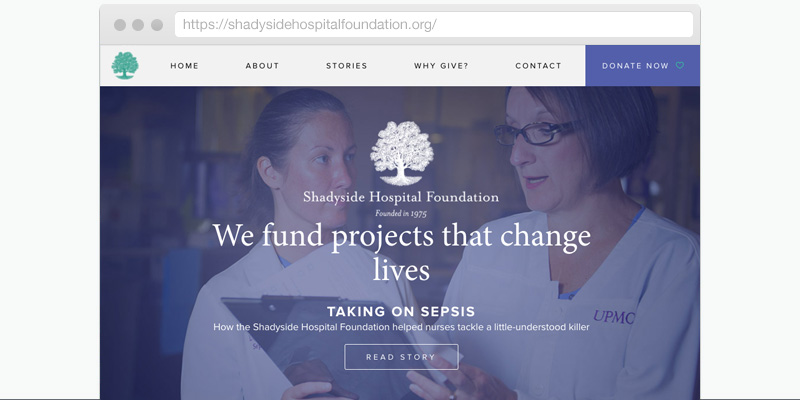 https://shadysidehospitalfoundation.org/
HOME ABOUT STORIES WHY GIVE? CONTACT DONATE NOW
Shadyside Hospital Foundation
Founded in 1975
We fund projects that change
lives
UPMC
TAKING ON SEPSIS
How the Shadyside Hospital Foundation helped nurses tackle a little-understood killer
READ STORY